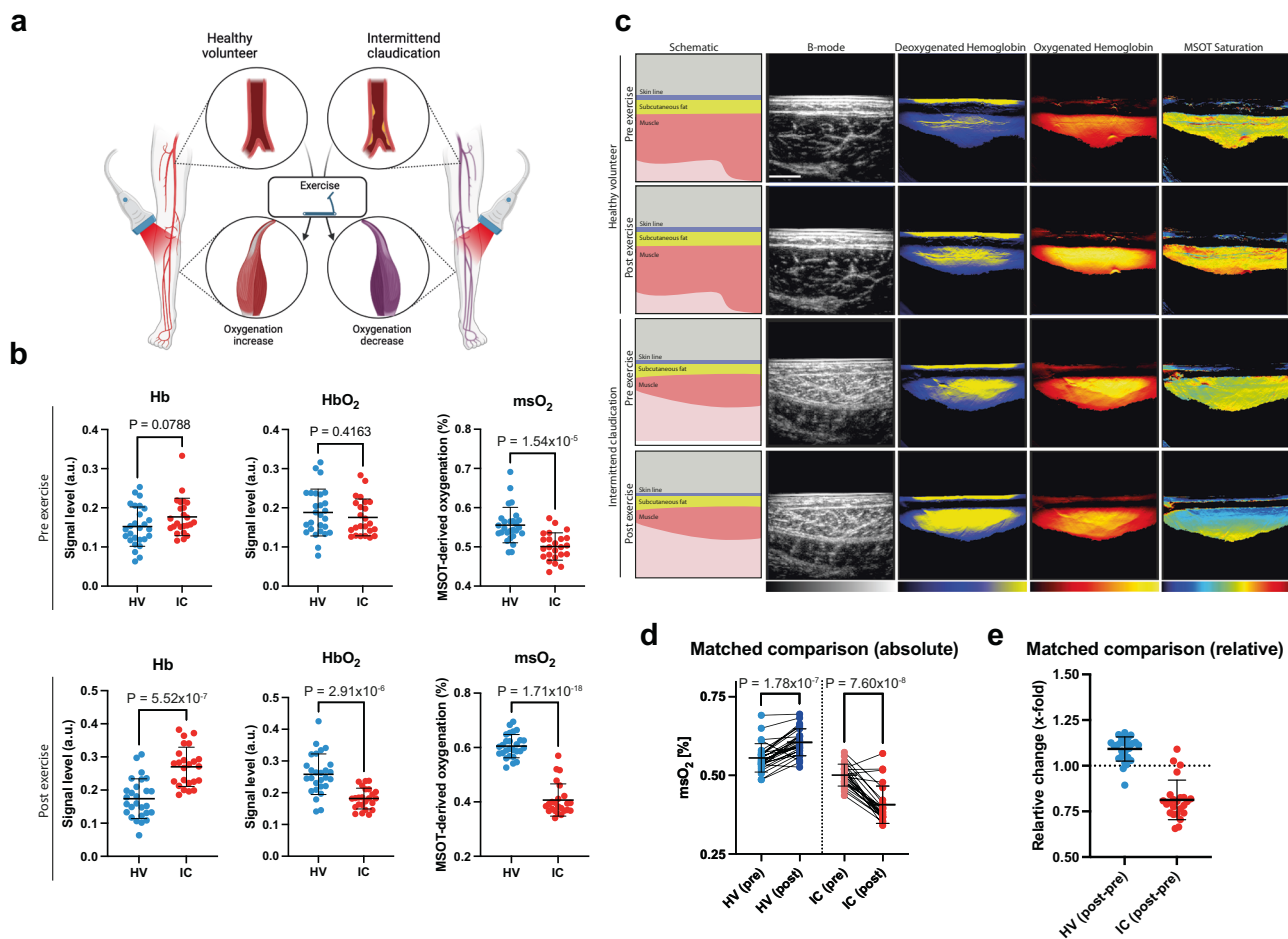 a
Healthy
volunteer
Intermittend
claudication
Exercise
Oxygenation
increase
Oxygenation
decrease
b
Pre exercise
Hb
P = 0.0788
Signal level (a.u.)
0.4
0.3
0.2
0.1
0.0
HV
IC
HbO₂
P = 0.4163
Signal level (a.u.)
0.4
0.3
0.2
0.1
0.0
HV
IC
msO₂
P = 1.54x10⁻⁵
MSOT-derived oxygenation (%)
0.8
0.7
0.6
0.5
0.4
HV
IC
Post exercise
Hb
P = 5.52x10⁻⁷
Signal level (a.u.)
0.5
0.4
0.3
0.2
0.1
0.0
HV
IC
HbO₂
P = 2.91x10⁻⁶
Signal level (a.u.)
0.5
0.4
0.3
0.2
0.1
0.0
HV
IC
msO₂
P = 1.71x10⁻¹⁸
MSOT-derived oxygenation (%)
0.8
0.6
0.4
0.2
HV
IC
c
Schematic
B-mode
Deoxygenated Hemoglobin
Oxygenated Hemoglobin
MSOT Saturation
Healthy volunteer
Pre exercise
Skin line
Subcutaneous fat
Muscle
Post exercise
Skin line
Subcutaneous fat
Muscle
Intermittend claudication
Pre exercise
Skin line
Subcutaneous fat
Muscle
Post exercise
Skin line
Subcutaneous fat
Muscle
d
Matched comparison (absolute)
P = 1.78x10⁻⁷
P = 7.60x10⁻⁸
msO₂ [%]
0.75
0.50
0.25
HV (pre)
HV (post)
IC (pre)
IC (post)
e
Matched comparison (relative)
Relartive change (x-fold)
1.50
1.25
1.00
0.75
0.50
HV (post-pre)
IC (post-pre)